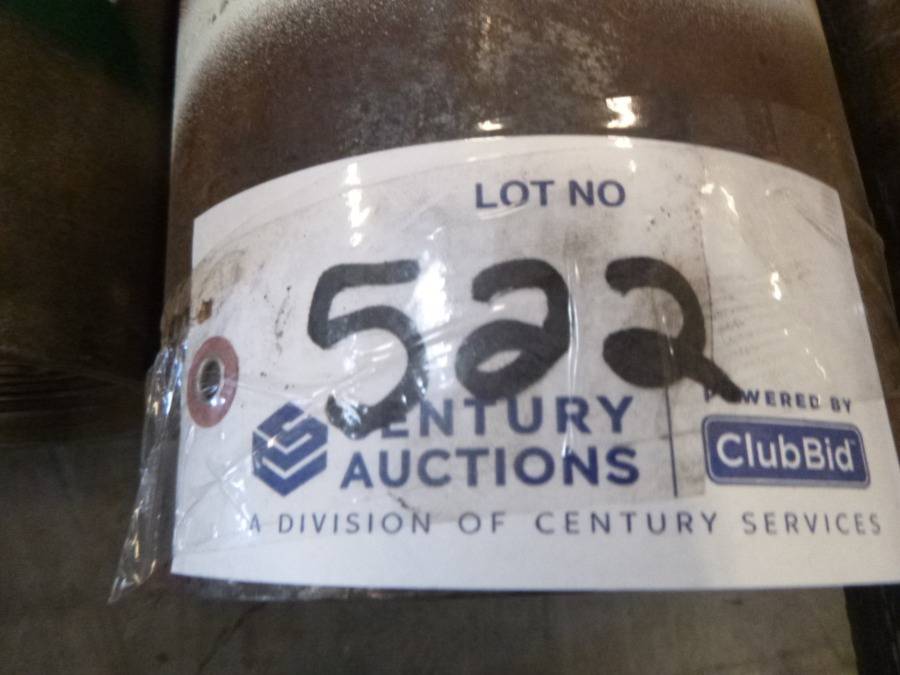 LOT NO
522
CENTURY
AUCTIONS
POWERED BY
ClubBid
A DIVISION OF CENTURY SERVICES